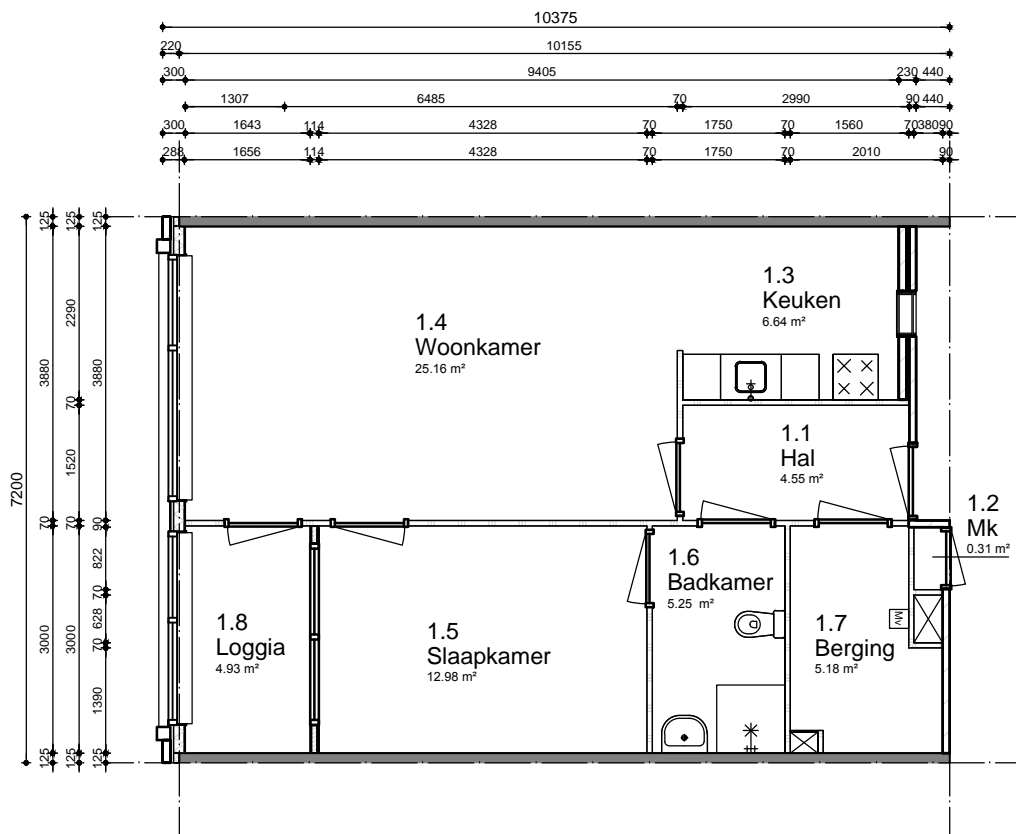 10375
220 10155
300 9405 230 440
1307 6485 70 2990 90 440
300 1643 114 4328 70 1750 70 1560 70 380 90
288 1656 114 4328 70 1750 70 2010 90
7200
125 3880 70 3000 125
125 2290 70 1520 70 3000 125
125 3880 90 822 70 628 70 1390 125
1.3
Keuken
6.64 m²
1.4
Woonkamer
25.16 m²
1.1
Hal
4.55 m²
1.2
Mk
0.31 m²
1.6
Badkamer
5.25 m²
1.8
Loggia
4.93 m²
1.5
Slaapkamer
12.98 m²
Mv
1.7
Berging
5.18 m²